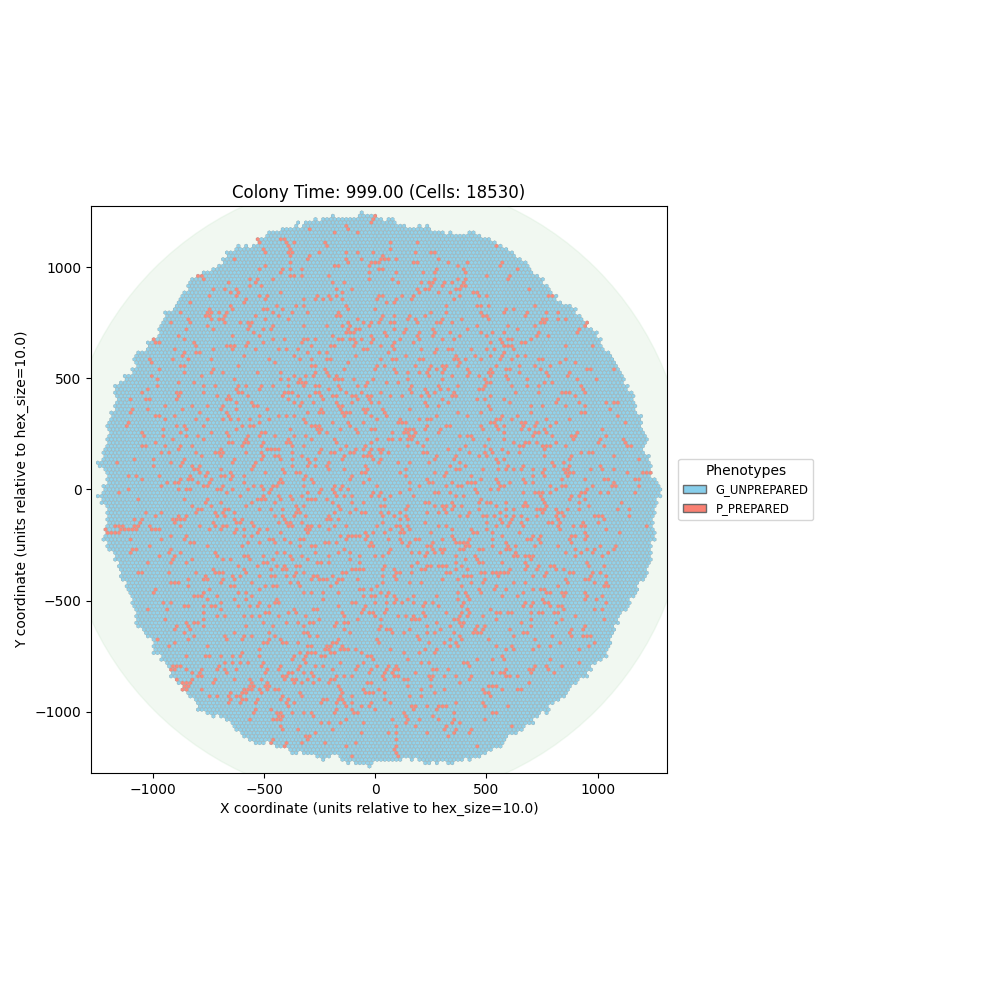 Colony Time: 999.00 (Cells: 18530)
Y coordinate (units relative to hex_size=10.0)
1000
500
0
−500
−1000
−1000
−500
0
500
1000
X coordinate (units relative to hex_size=10.0)
Phenotypes
G_UNPREPARED
P_PREPARED